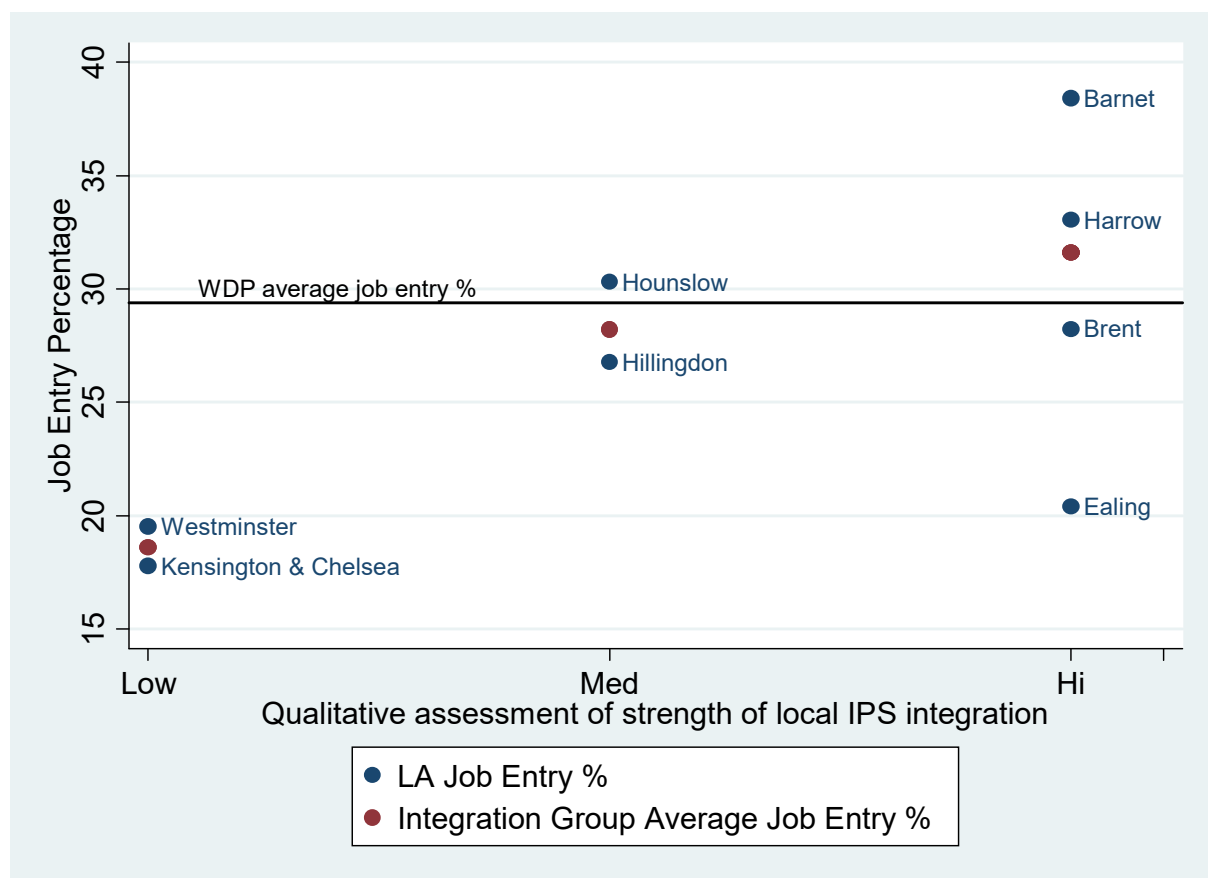 40
35
30
25
20
15
Job Entry Percentage
WDP average job entry %
Barnet
Harrow
Hounslow
Brent
Hillingdon
Ealing
Westminster
Kensington & Chelsea
Low
Med
Hi
Qualitative assessment of strength of local IPS integration
LA Job Entry %
Integration Group Average Job Entry %